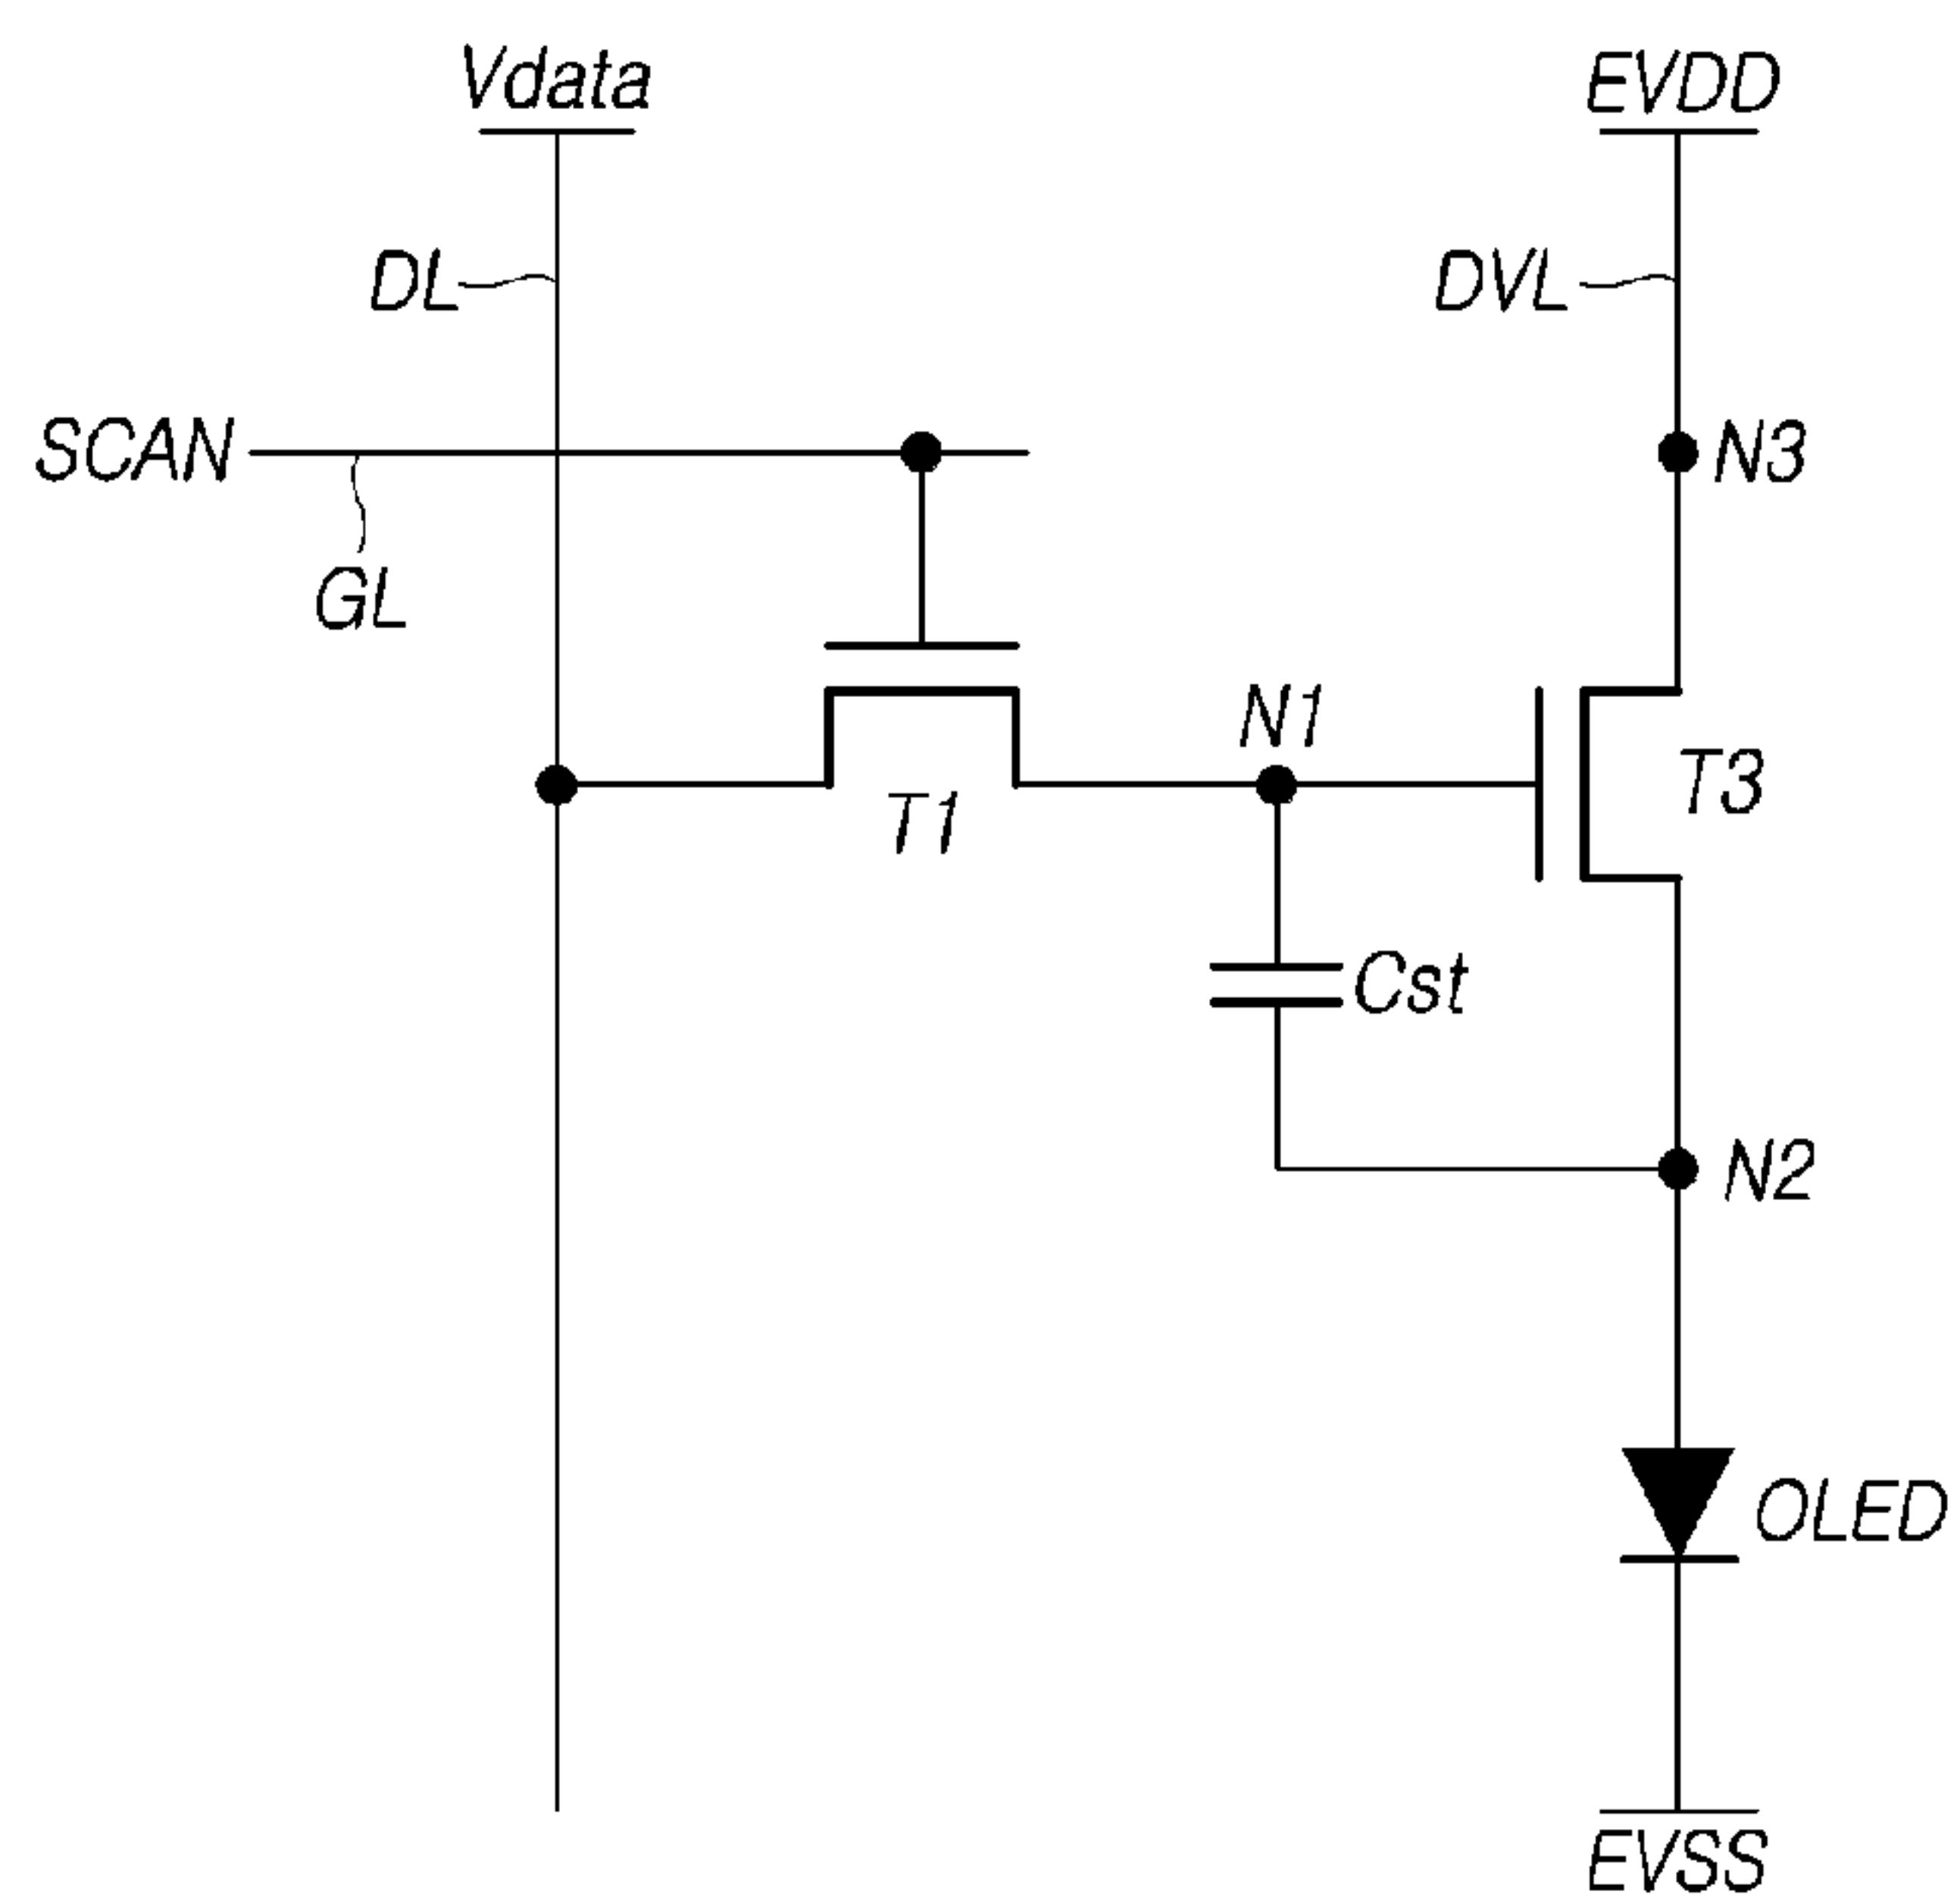 Vdata
EVDD
DL
DVL
SCAN
N3
GL
N1
T3
T1
Cst
N2
OLED
EVSS